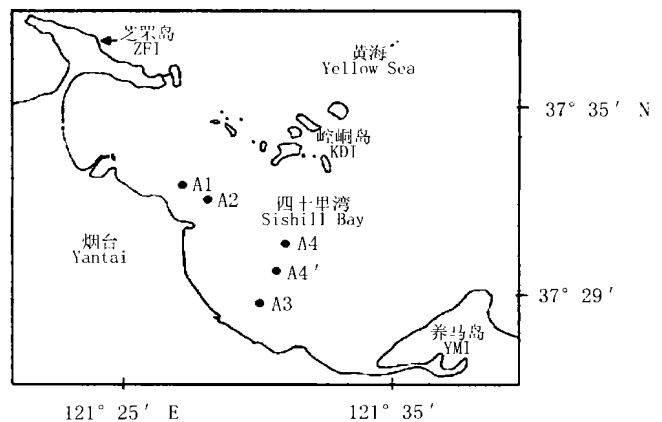 芝罘岛
ZFI
黄海
Yellow Sea
37° 35′ N
崆峒岛
KDI
A1
A2
四十里湾
Sishill Bay
烟台
Yantai
A4
A4′
A3
37° 29′
养马岛
YMI
121° 25′ E
121° 35′